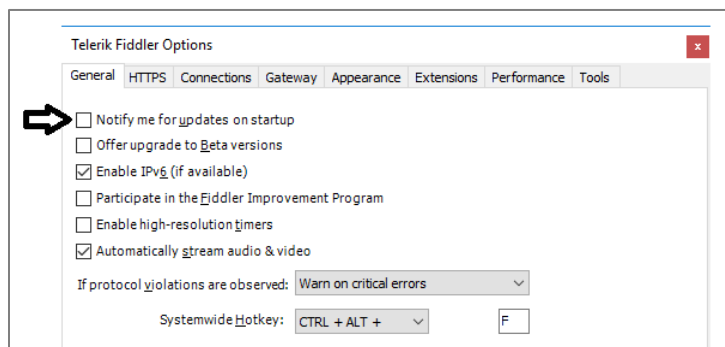 Telerik Fiddler Options
x
General HTTPS Connections Gateway Appearance Extensions Performance Tools
Notify me for updates on startup
Offer upgrade to Beta versions
Enable IPv6 (if available)
Participate in the Fiddler Improvement Program
Enable high-resolution timers
Automatically stream audio & video
If protocol violations are observed: Warn on critical errors
Systemwide Hotkey: CTRL + ALT + F